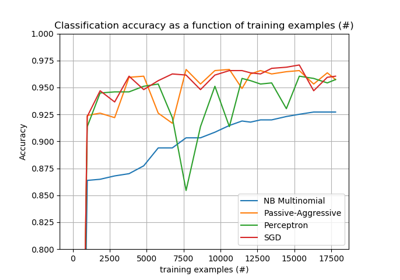 Classification accuracy as a function of training examples (#)
1.000
0.975
0.950
0.925
0.900
0.875
0.850
0.825
0.800
Accuracy
NB Multinomial
Passive-Aggressive
Perceptron
SGD
0 2500 5000 7500 10000 12500 15000 17500
training examples (#)